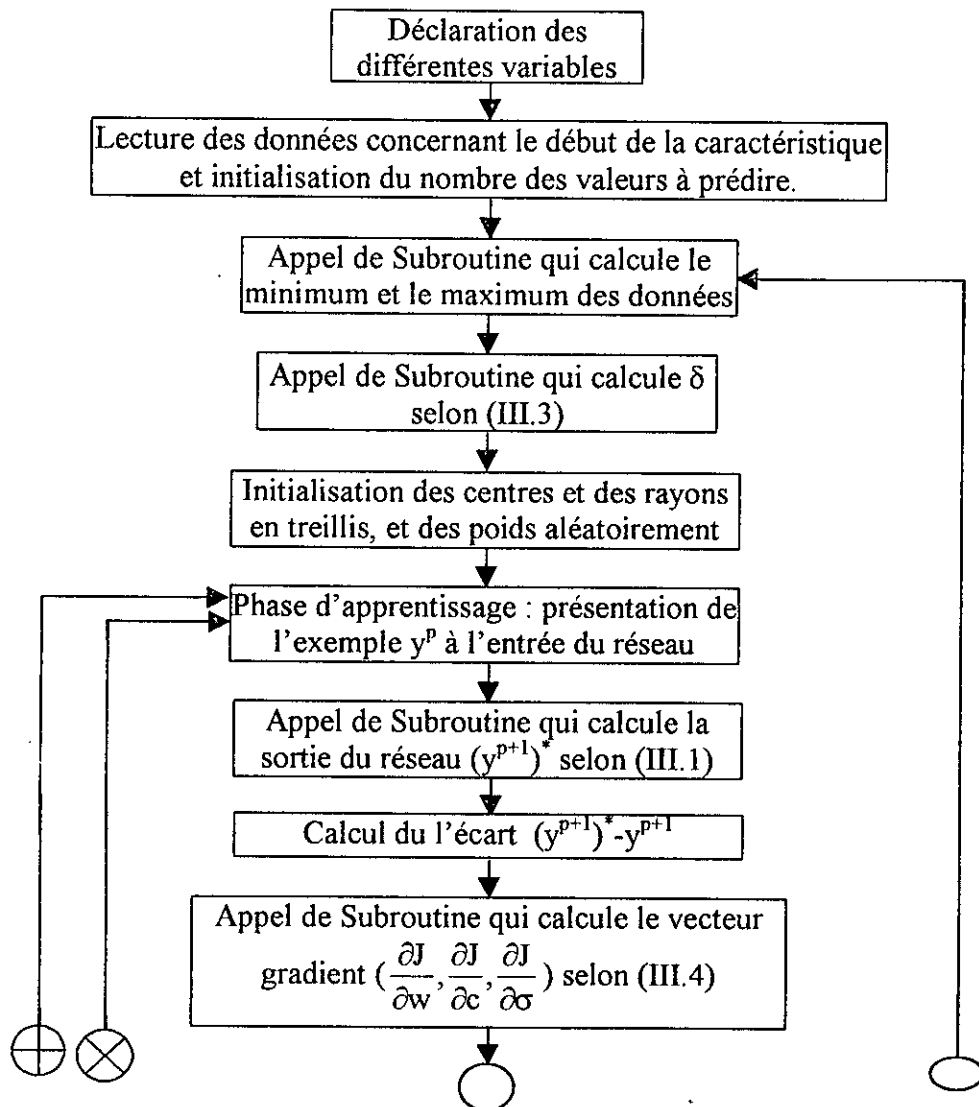 Déclaration des
différentes variables
Lecture des données concernant le début de la caractéristique
et initialisation du nombre des valeurs à prédire.
Appel de Subroutine qui calcule le
minimum et le maximum des données
Appel de Subroutine qui calcule δ
selon (III.3)
Initialisation des centres et des rayons
en treillis, et des poids aléatoirement
Phase d'apprentissage : présentation de
l'exemple yᵖ à l'entrée du réseau
Appel de Subroutine qui calcule la
sortie du réseau (yᵖ⁺¹)* selon (III.1)
Calcul du l'écart (yᵖ⁺¹)*-yᵖ⁺¹
Appel de Subroutine qui calcule le vecteur
gradient (∂J/∂w, ∂J/∂c, ∂J/∂σ) selon (III.4)